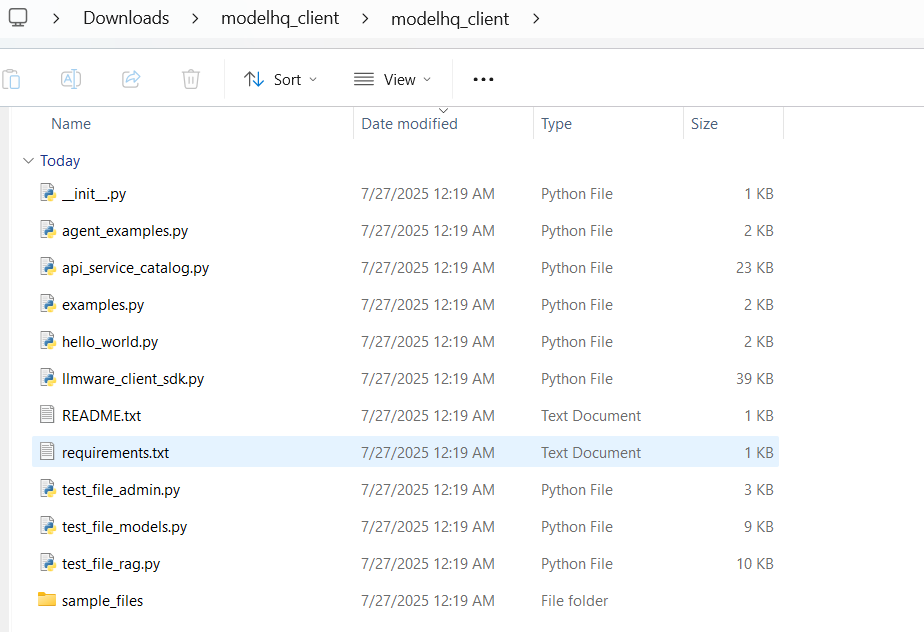 Downloads > modelhq_client > modelhq_client >
Sort View ...
Name Date modified Type Size
Today
__init__.py 7/27/2025 12:19 AM Python File 1 KB
agent_examples.py 7/27/2025 12:19 AM Python File 2 KB
api_service_catalog.py 7/27/2025 12:19 AM Python File 23 KB
examples.py 7/27/2025 12:19 AM Python File 2 KB
hello_world.py 7/27/2025 12:19 AM Python File 2 KB
llmware_client_sdk.py 7/27/2025 12:19 AM Python File 39 KB
README.txt 7/27/2025 12:19 AM Text Document 1 KB
requirements.txt 7/27/2025 12:19 AM Text Document 1 KB
test_file_admin.py 7/27/2025 12:19 AM Python File 3 KB
test_file_models.py 7/27/2025 12:19 AM Python File 9 KB
test_file_rag.py 7/27/2025 12:19 AM Python File 10 KB
sample_files 7/27/2025 12:19 AM File folder